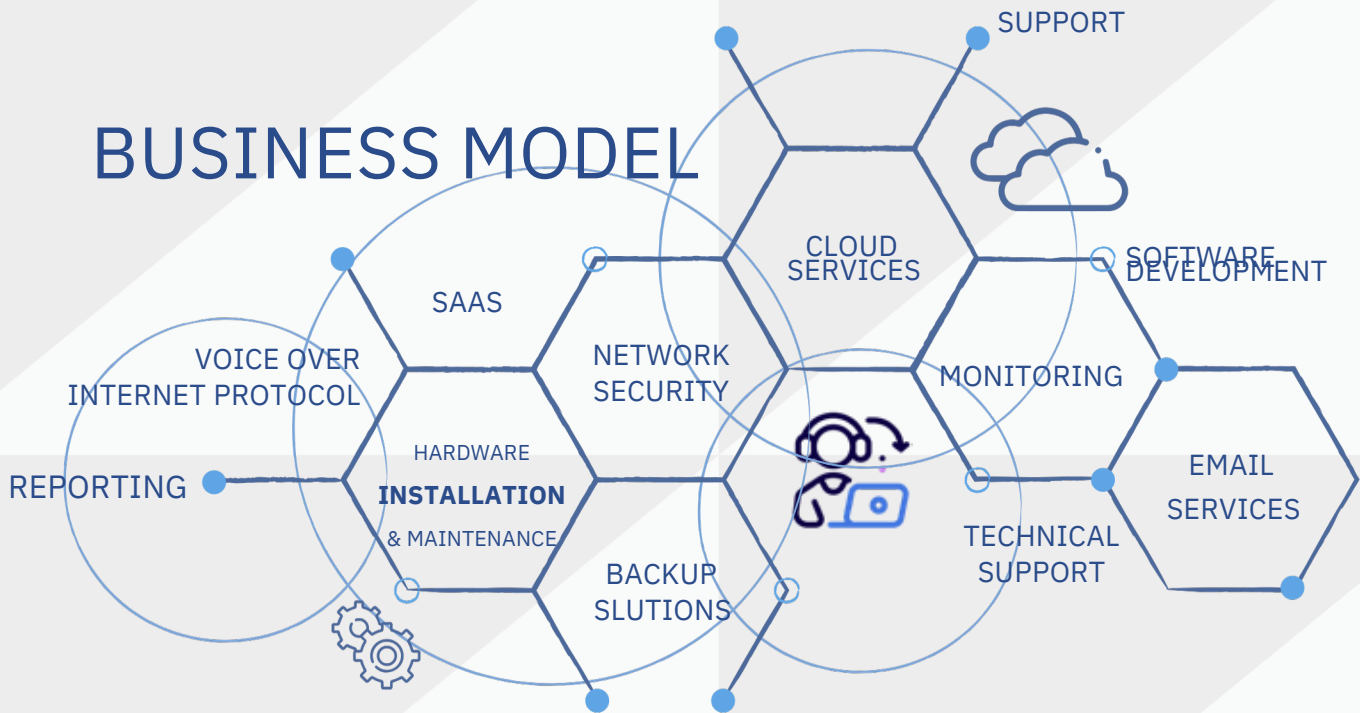 SUPPORT
BUSINESS MODEL
CLOUD
SERVICES
SOFTWARE
DEVELOPMENT
SAAS
VOICE OVER
INTERNET PROTOCOL
NETWORK
SECURITY
MONITORING
HARDWARE
INSTALLATION
& MAINTENANCE
REPORTING
EMAIL
SERVICES
TECHNICAL
SUPPORT
BACKUP
SLUTIONS